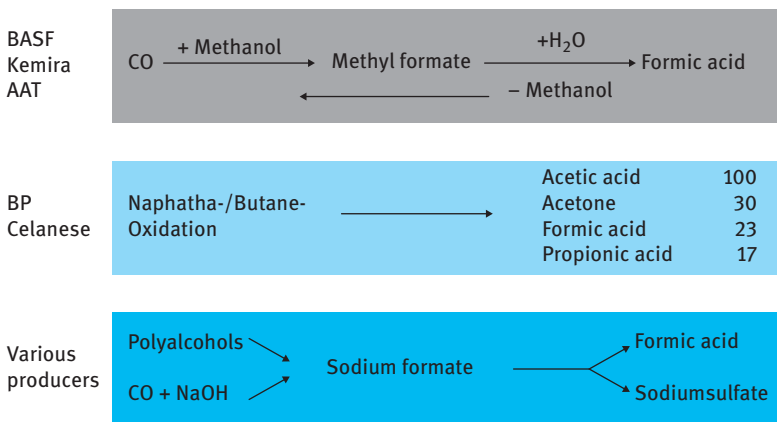 BASF
Kemira
AAT
CO
+ Methanol
Methyl formate
+H₂O
Formic acid
– Methanol
BP
Celanese
Naphatha-/Butane-
Oxidation
Acetic acid 100
Acetone 30
Formic acid 23
Propionic acid 17
Various
producers
Polyalcohols
CO + NaOH
Sodium formate
Formic acid
Sodiumsulfate